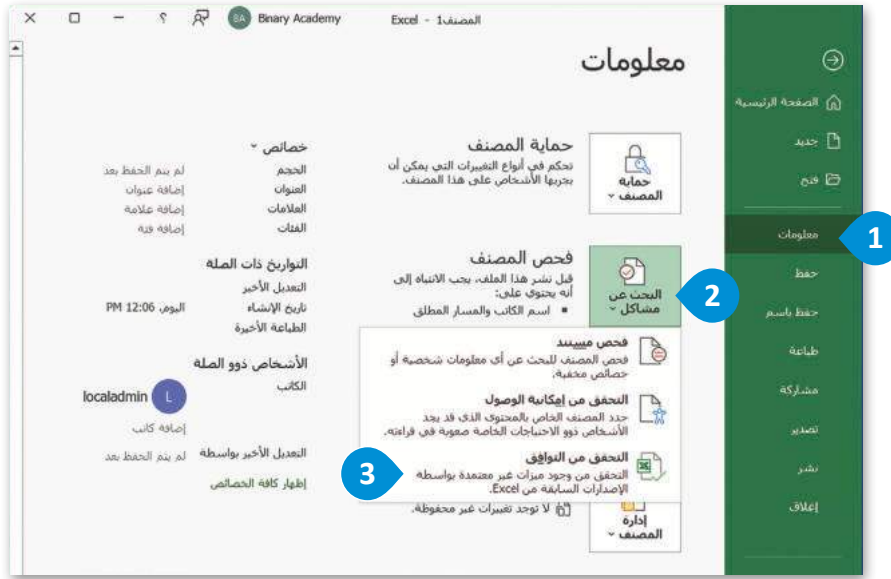 المصنف1 - Excel
Binary Academy
BA
؟
معلومات
الصفحة الرئيسية
جديد
فتح
معلومات
1
حفظ
حفظ باسم
طباعة
مشاركة
تصدير
نشر
إغلاق
حماية المصنف
تحكم في أنواع التغييرات التي يمكن أن
يجريها الأشخاص على هذا المصنف.
حماية
المصنف
فحص المصنف
قبل نشر هذا الملف، يجب الانتباه إلى
أنه يحتوي على:
▪ اسم الكاتب والمسار المطلق
البحث عن
مشاكل
2
فحص مستند
فحص المصنف للبحث عن أي معلومات شخصية أو
خصائص مخفية.
التحقق من إمكانية الوصول
حدد المصنف الخاص بالمحتوى الذي قد يجد
الأشخاص ذوو الاحتياجات الخاصة صعوبة في قراءته.
التحقق من التوافق
التحقق من وجود ميزات غير معتمدة بواسطة
الإصدارات السابقة من Excel.
3
لا توجد تغييرات غير محفوظة.
إدارة
المصنف
خصائص
الحجم لم يتم الحفظ بعد
العنوان إضافة عنوان
العلامات إضافة علامة
الفئات إضافة فئة
التواريخ ذات الصلة
التعديل الأخير
تاريخ الإنشاء اليوم، 12:06 PM
الطباعة الأخيرة
الأشخاص ذوو الصلة
الكاتب
L localadmin
إضافة كاتب
التعديل الأخير بواسطة لم يتم الحفظ بعد
إظهار كافة الخصائص